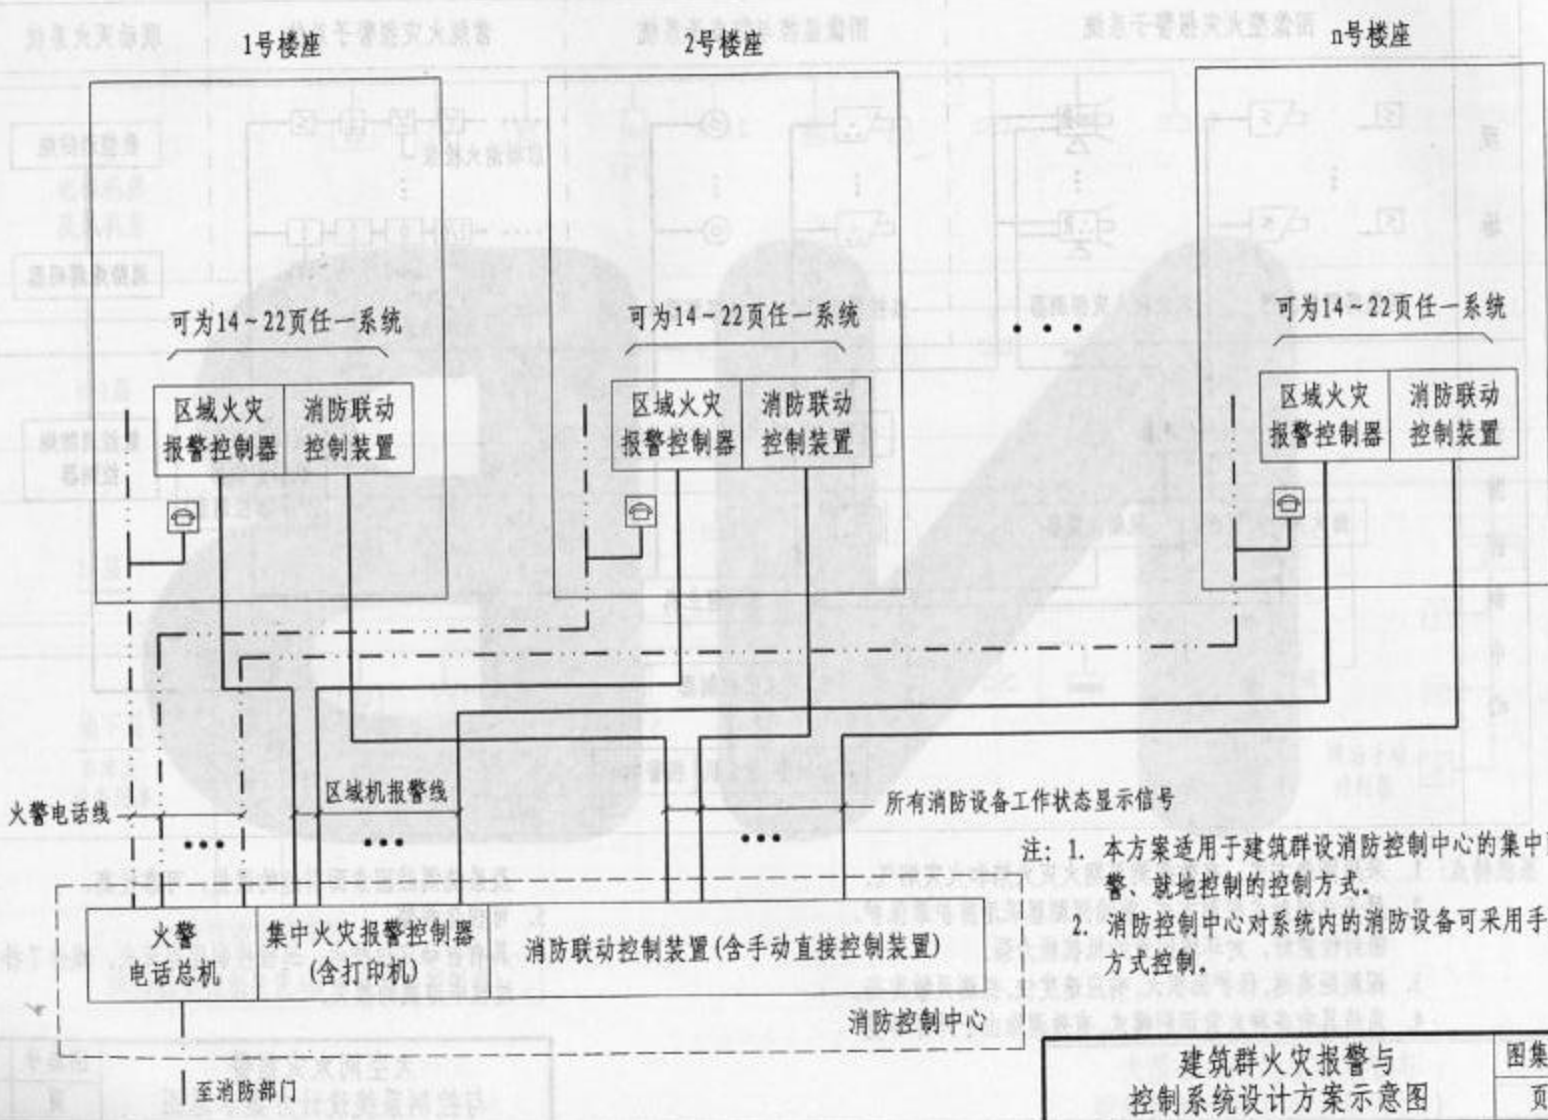 1号楼座
2号楼座
n号楼座
可为14~22页任一系统
可为14~22页任一系统
可为14~22页任一系统
区域火灾
报警控制器
消防联动
控制装置
区域火灾
报警控制器
消防联动
控制装置
区域火灾
报警控制器
消防联动
控制装置
火警电话线
区域机报警线
所有消防设备工作状态显示信号
注: 1. 本方案适用于建筑群设消防控制中心的集中
警、就地控制的控制方式。
2. 消防控制中心对系统内的消防设备可采用手
方式控制。
火警
电话总机
集中火灾报警控制器
(含打印机)
消防联动控制装置(含手动直接控制装置)
消防控制中心
至消防部门
建筑群火灾报警与
控制系统设计方案示意图
图集
页